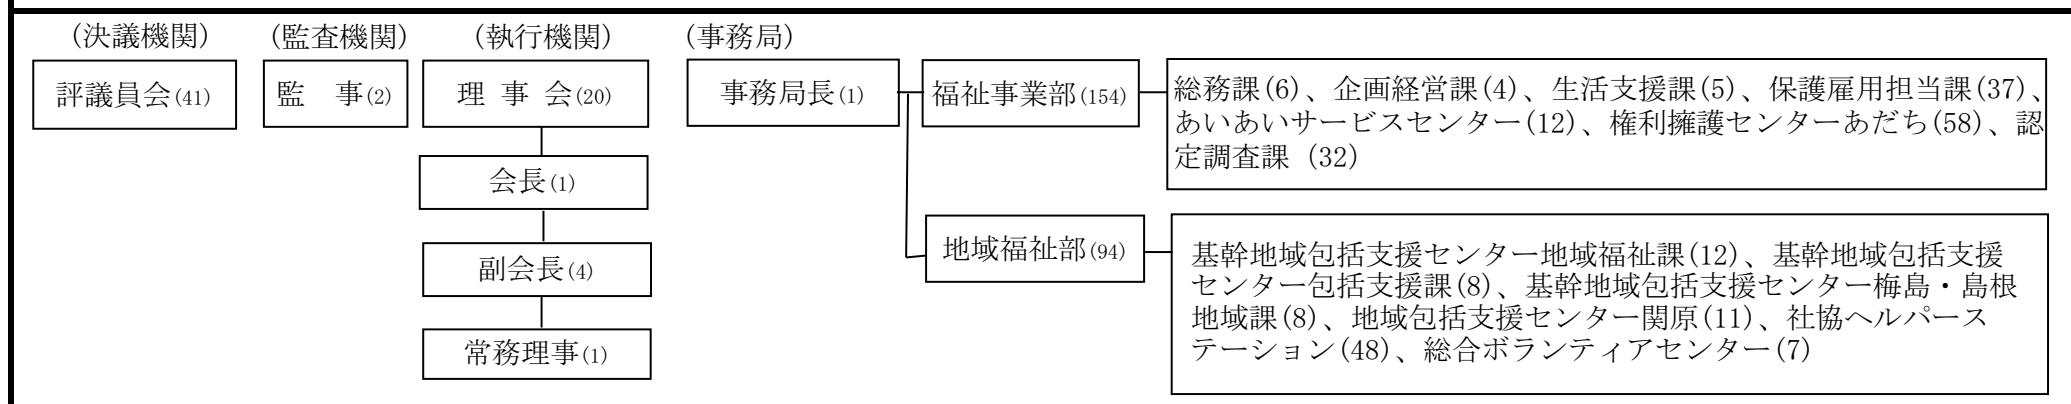 (決議機関)
(監査機関)
(執行機関)
(事務局)
評議員会(41)
監　事(2)
理 事 会(20)
会長(1)
副会長(4)
常務理事(1)
事務局長(1)
福祉事業部(154)
総務課(6)、企画経営課(4)、生活支援課(5)、保護雇用担当課(37)、
あいあいサービスセンター(12)、権利擁護センターあだち(58)、認
定調査課 (32)
地域福祉部(94)
基幹地域包括支援センター地域福祉課(12)、基幹地域包括支援
センター包括支援課(8)、基幹地域包括支援センター梅島・島根
地域課(8)、地域包括支援センター関原(11)、社協ヘルパース
テーション(48)、総合ボランティアセンター(7)